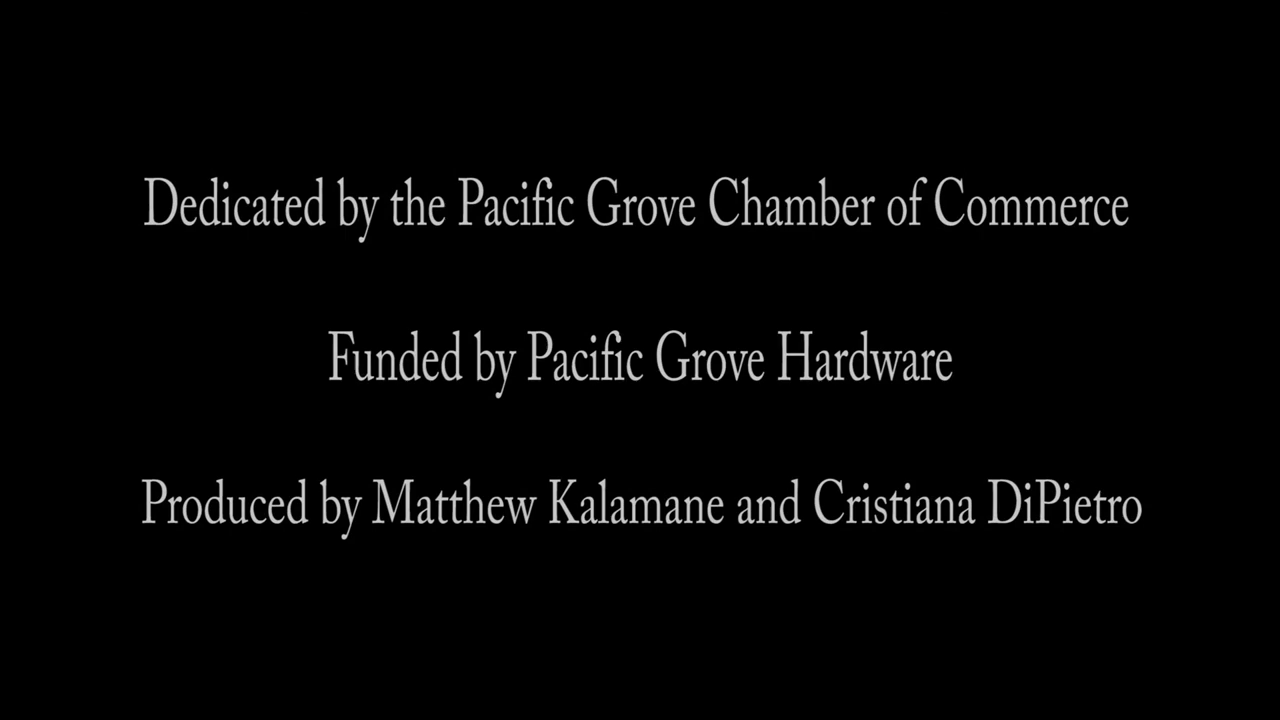 Dedicated by the Pacific Grove Chamber of Commerce
Funded by Pacific Grove Hardware
Produced by Matthew Kalamane and Cristiana DiPietro